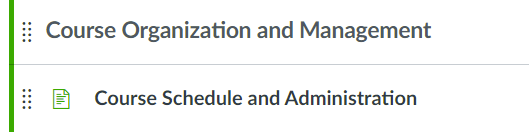 Course Organization and Management
Course Schedule and Administration